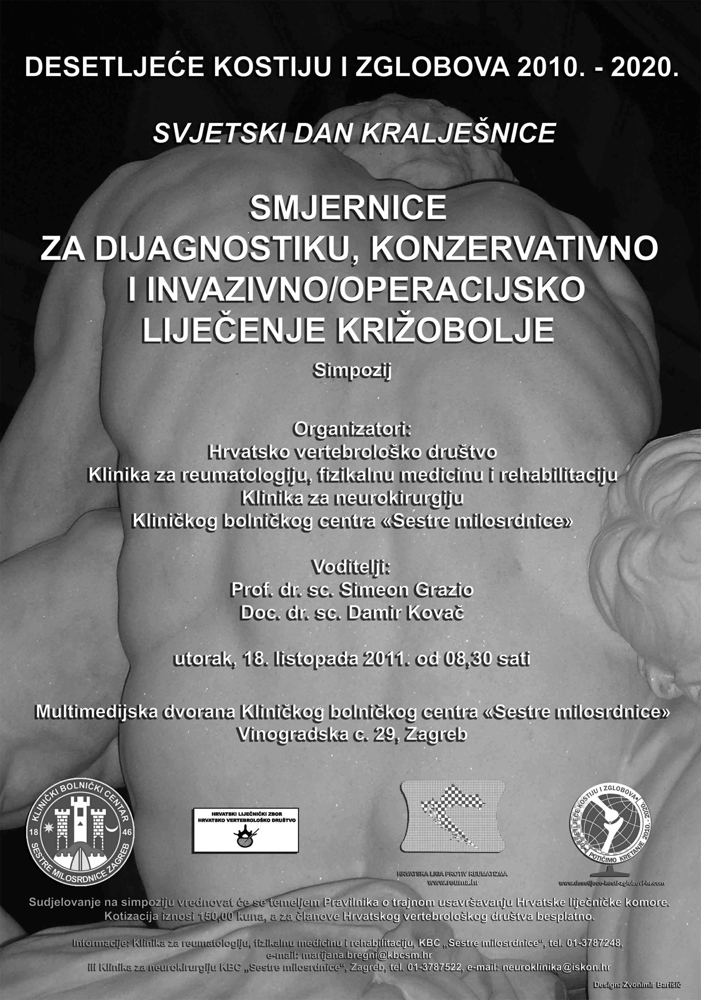 DESETLJEĆE KOSTIJU I ZGLOBOVA 2010. - 2020.
SVJETSKI DAN KRALJEŠNICE
SMJERNICE
ZA DIJAGNOSTIKU, KONZERVATIVNO
I INVAZIVNO/OPERACIJSKO
LIJEČENJE KRIŽOBOLJE
Simpozij
Organizatori:
Hrvatsko vertebrološko društvo
Klinika za reumatologiju, fizikalnu medicinu i rehabilitaciju
Klinika za neurokirurgiju
Kliničkog bolničkog centra «Sestre milosrdnice»
Voditelji:
Prof. dr. sc. Simeon Grazio
Doc. dr. sc. Damir Kovač
utorak, 18. listopada 2011. od 08,30 sati
Multimedijska dvorana Kliničkog bolničkog centra «Sestre milosrdnice»
Vinogradska c. 29, Zagreb
KLINIČKI BOLNIČKI CENTAR
18 46
SESTRE MILOSRDNICE ZAGREB
HRVATSKI LIJEČNIČKI ZBOR
HRVATSKO VERTEBROLOŠKO DRUŠTVO
HRVATSKA LIGA PROTIV REUMATIZMA
www.reuma.hr
DESETLJEĆE KOSTIJU I ZGLOBOVA 2010. - 2020.
POTIČIMO KRETANJE
www.desetljece-kosti-zglobovi-hr.com
Sudjelovanje na simpoziju vrednovat će se temeljem Pravilnika o trajnom usavršavanju Hrvatske liječničke komore.
Kotizacija iznosi 150,00 kuna, a za članove Hrvatskog vertebrološkog društva besplatno.
Informacije: Klinika za reumatologiju, fizikalnu medicinu i rehabilitaciju, KBC „Sestre milosrdnice“, tel. 01-3787248,
e-mail: marijana.bregni@kbcsm.hr
ili Klinika za neurokirurgiju KBC „Sestre milosrdnice“, Zagreb, tel. 01-3787522, e-mail: neuroklinika@iskon.hr
Design: Zvonimir Barišić